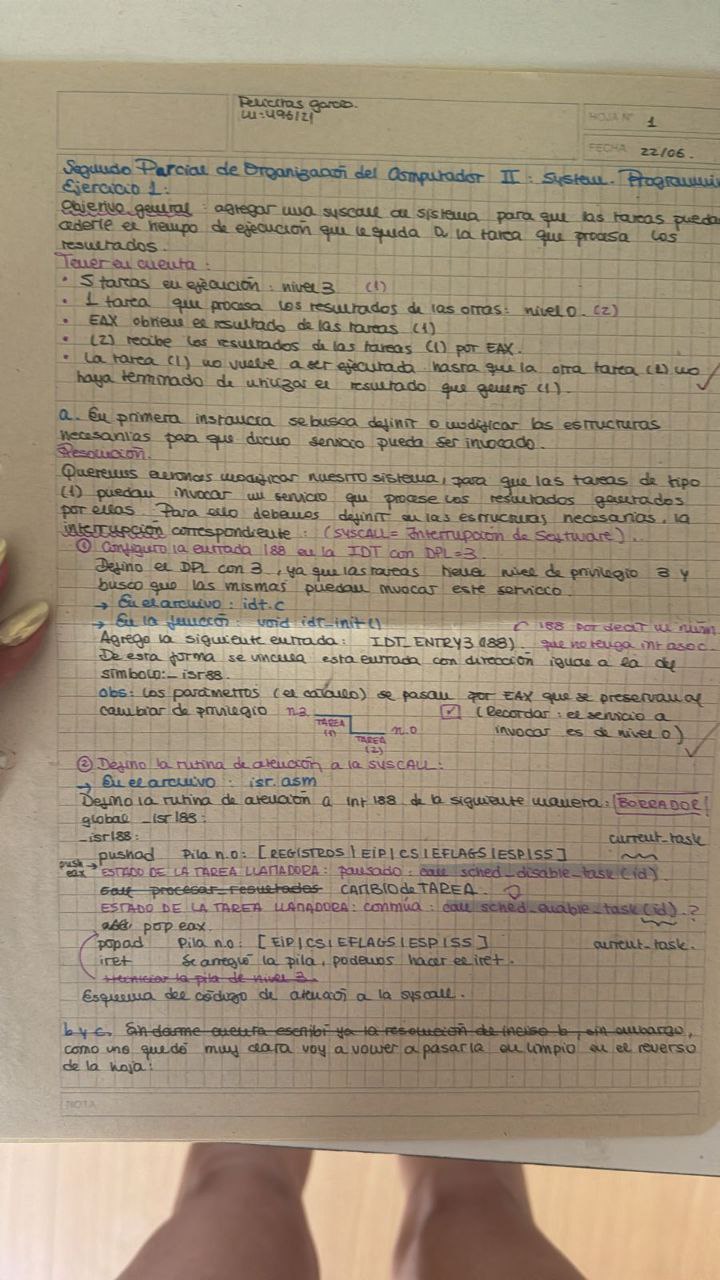 Felicitas Garcia.
LU: 496/21
HOJA N° 1
FECHA 22/06.
Segundo Parcial de Organización del Computador II: System. Programmin
Ejercicio 1:
Objetivo general: agregar una syscall al sistema para que las tareas pueda
cederle el tiempo de ejecución que le queda a la tarea que procesa los
resultados.
Tener en cuenta:
• 5 tareas en ejecución: nivel 3 (1)
• 1 tarea que procesa los resultados de las otras: nivel 0. (2)
• EAX obtiene el resultado de las tareas (1)
• (2) recibe los resultados de las tareas (1) por EAX.
• La tarea (1) no vuelve a ser ejecutada hasta que la otra tarea (2) no
haya terminado de utilizar el resultado que generó (1).
a. En primera instancia se busca definir o modificar las estructuras
necesarias para que dicho servicio pueda ser invocado.
Resolución.
Queremos entonces modificar nuestro sistema, para que las tareas de tipo
(1) puedan invocar un servicio que procese los resultados generados
por ellas. Para ello debemos definir en las estructuras necesarias, la
interrupción correspondiente: (SYSCALL = Interrupción de Software)..
① Configuro la entrada 188 en la IDT con DPL=3.
Defino el DPL con 3, ya que las tareas tienen nivel de privilegio 3 y
busco que las mismas puedan invocar este servicio.
→ En el archivo: idt.c
→ En la función: void idt_init()
188 por decir un núm.
Agrego la siguiente entrada: IDT_ENTRY3(188) que no tenga int asoc.
De esta forma se vincula esta entrada con dirección igual a la del
símbolo: _isr88.
obs: Los parámetros (el cálculo) se pasan por EAX que se preservan al
cambiar de privilegio n3 TAREA (1) TAREA (2) n.0 (Recordar: el servicio a
invocar es de nivel 0)
② Defino la rutina de atención a la SYSCALL:
→ En el archivo: isr.asm
Defino la rutina de atención a int 188 de la siguiente manera: BORRADOR!
global _isr188:
_isr188: current_task
pushad Pila n.0: [REGISTROS|EIP|CS|EFLAGS|ESP|SS]
push eax → ESTADO DE LA TAREA LLAMADORA: pausado: call sched_disable_task(id).
call procesar_resultados CAMBIO de TAREA.
ESTADO DE LA TAREA LLAMADORA: continúa: call sched_enable_task(id).?
pop eax.
popad Pila n.0: [EIP|CS|EFLAGS|ESP|SS] current_task.
iret Se arregló la pila, podemos hacer el iret.
la pila de nivel 3.
Esquema del código de atención a la syscall.
b y c. Sin darme cuenta escribí ya la resolución de inciso b, sin embargo,
como no quedó muy clara voy a volver a pasarla en limpio en el reverso
de la hoja:
NOTA